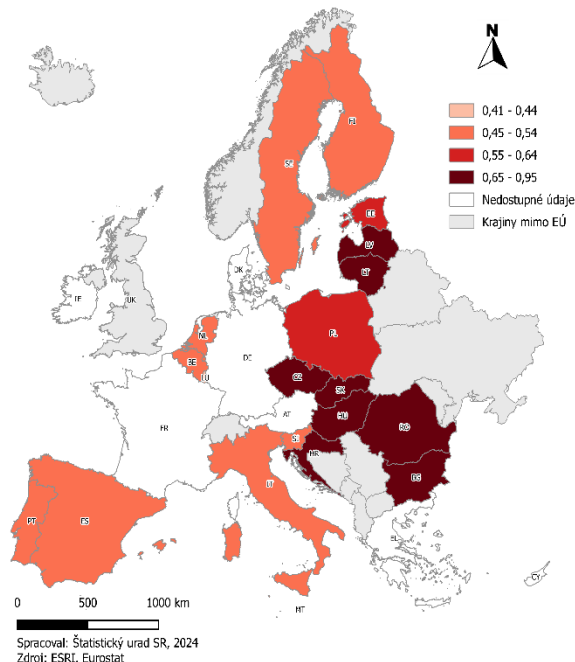 N
0,41 - 0,44
0,45 - 0,54
0,55 - 0,64
0,65 - 0,95
Nedostupné údaje
Krajiny mimo EÚ
FI
SE
EE
LV
LT
DK
IE
UK
NL
BE
LU
DE
PL
CZ
SK
AT
HU
FR
SI
HR
RO
BG
IT
PT
ES
EL
MT
CY
0 500 1000 km
Spracoval: Štatistický urad SR, 2024
Zdroj: ESRI, Eurostat